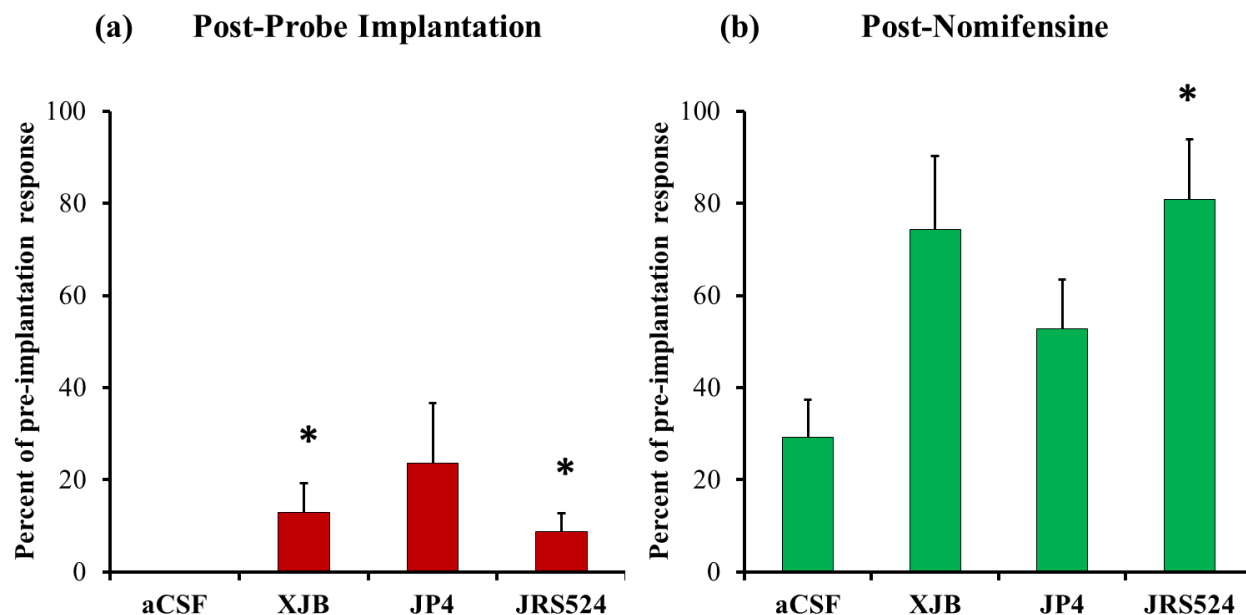 (a) Post-Probe Implantation
Percent of pre-implantation response
100
80
60
40
20
0
*
*
aCSF XJB JP4 JRS524
(b) Post-Nomifensine
Percent of pre-implantation response
100
80
60
40
20
0
*
aCSF XJB JP4 JRS524